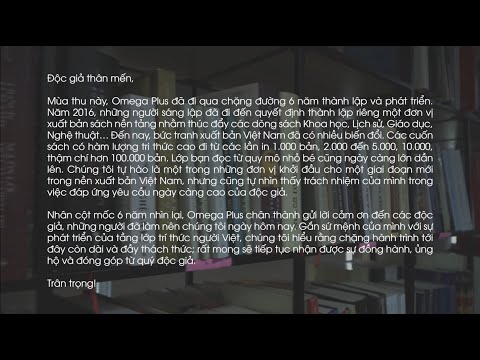 Độc giả thân mến,
Mùa thu này, Omega Plus đã đi qua chặng đường 6 năm thành lập và phát triển.
Năm 2016, những người sáng lập đã đi đến quyết định thành lập riêng một đơn vị
xuất bản sách nền tảng nhằm thúc đẩy các dòng sách Khoa học, Lịch sử, Giáo dục,
Nghệ thuật... Đến nay, bức tranh xuất bản Việt Nam đã có nhiều biến đổi. Các cuốn
sách có hàm lượng tri thức cao đi từ các lần in 1.000 bản, 2.000 đến 5.000, 10.000,
thậm chí hơn 100.000 bản. Lớp bạn đọc từ quy mô nhỏ bé cũng ngày càng lớn dần
lên. Chúng tôi tự hào là một trong những đơn vị khởi đầu cho một giai đoạn mới
trong nền xuất bản Việt Nam, nhưng cũng tự nhìn thấy trách nhiệm của mình trong
việc đáp ứng yêu cầu ngày càng cao của độc giả.
Nhân cột mốc 6 năm nhìn lại, Omega Plus chân thành gửi lời cảm ơn đến các độc
giả, những người đã làm nên chúng tôi ngày hôm nay. Gắn sứ mệnh của mình với sự
phát triển của tầng lớp trí thức người Việt, chúng tôi hiểu rằng chặng hành trình tới
đây còn dài và đầy thách thức; rất mong sẽ tiếp tục nhận được sự đồng hành, ủng
hộ và đóng góp từ quý độc giả.
Trân trọng!